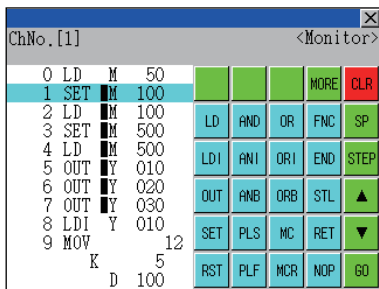 ChNo.[1] <Monitor>
0 LD M 50
1 SET M 100
2 LD M 100
3 SET M 500
4 LD M 500
5 OUT Y 010
6 OUT Y 020
7 OUT Y 030
8 LDI Y 010
9 MOV 12
K 5
D 100
MORE CLR
LD AND OR FNC SP
LDI ANI ORI END STEP
OUT ANB ORB STL ▲
SET PLS MC RET ▼
RST PLF MCR NOP GO